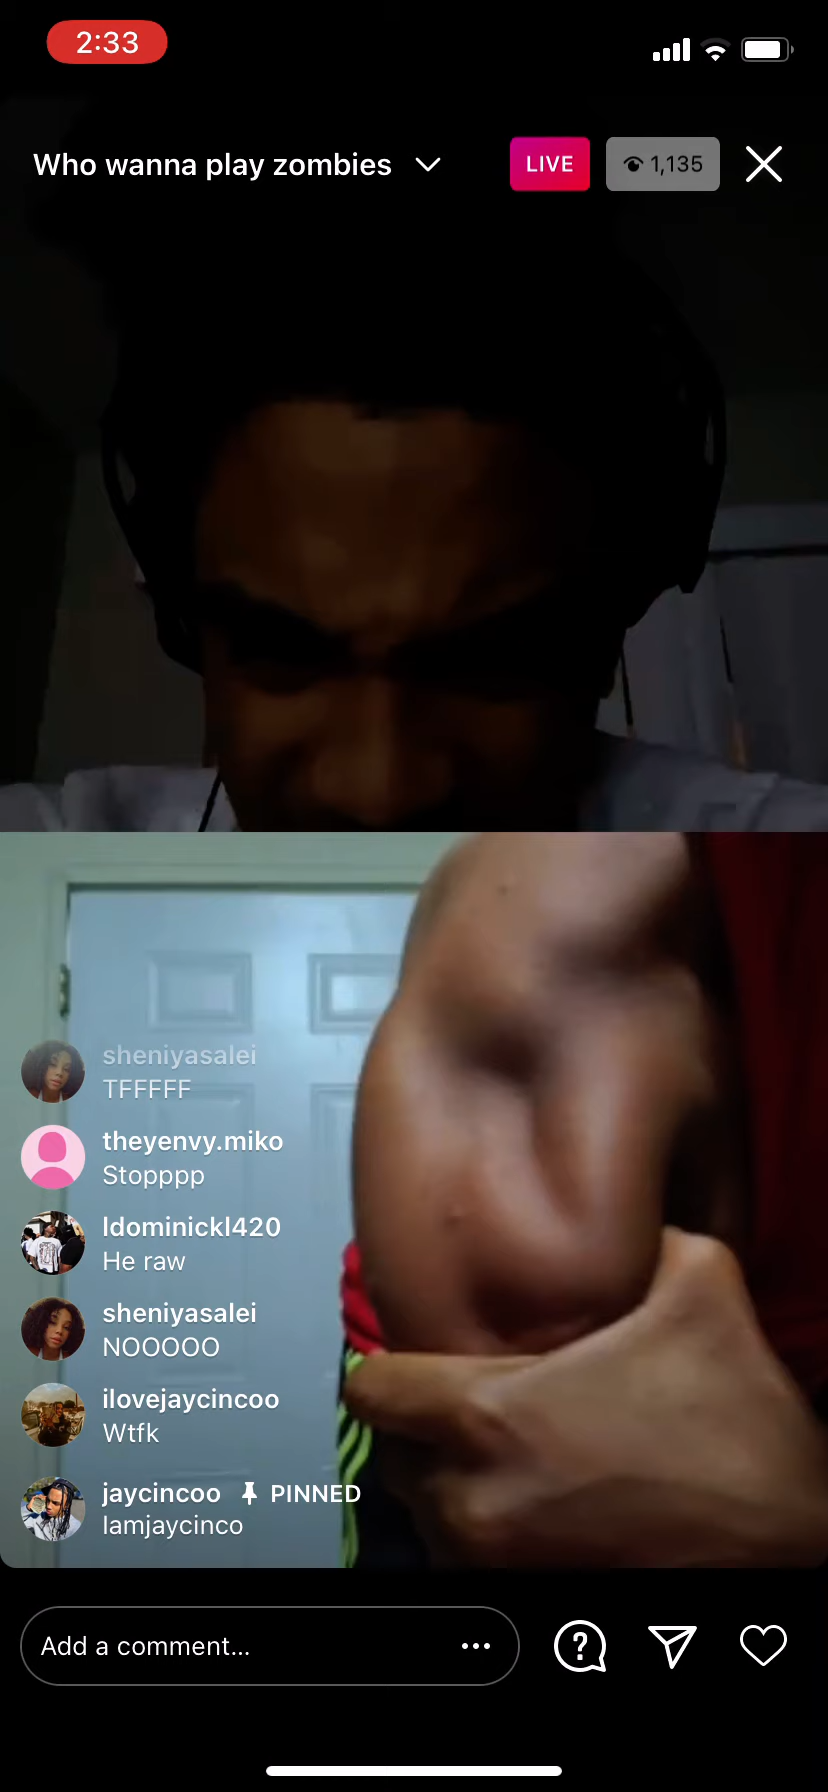 2:33
Who wanna play zombies
LIVE
1,135
sheniyasalei
TFFFFF
theyenvy.miko
Stopppp
ldominickl420
He raw
sheniyasalei
NOOOOO
ilovejaycincoo
Wtfk
jaycincoo PINNED
Iamjaycinco
Add a comment...